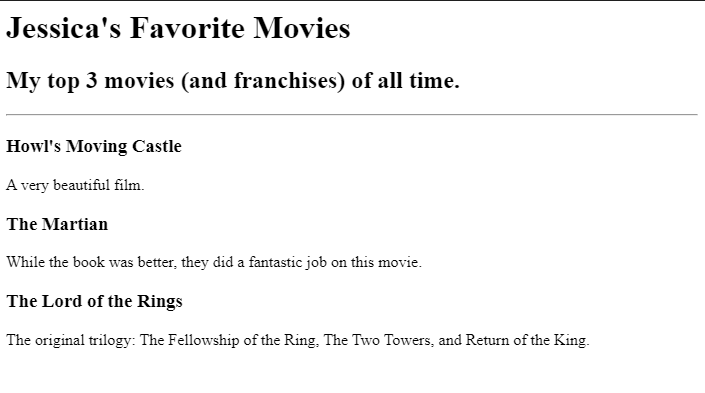 Jessica's Favorite Movies
My top 3 movies (and franchises) of all time.
Howl's Moving Castle
A very beautiful film.
The Martian
While the book was better, they did a fantastic job on this movie.
The Lord of the Rings
The original trilogy: The Fellowship of the Ring, The Two Towers, and Return of the King.